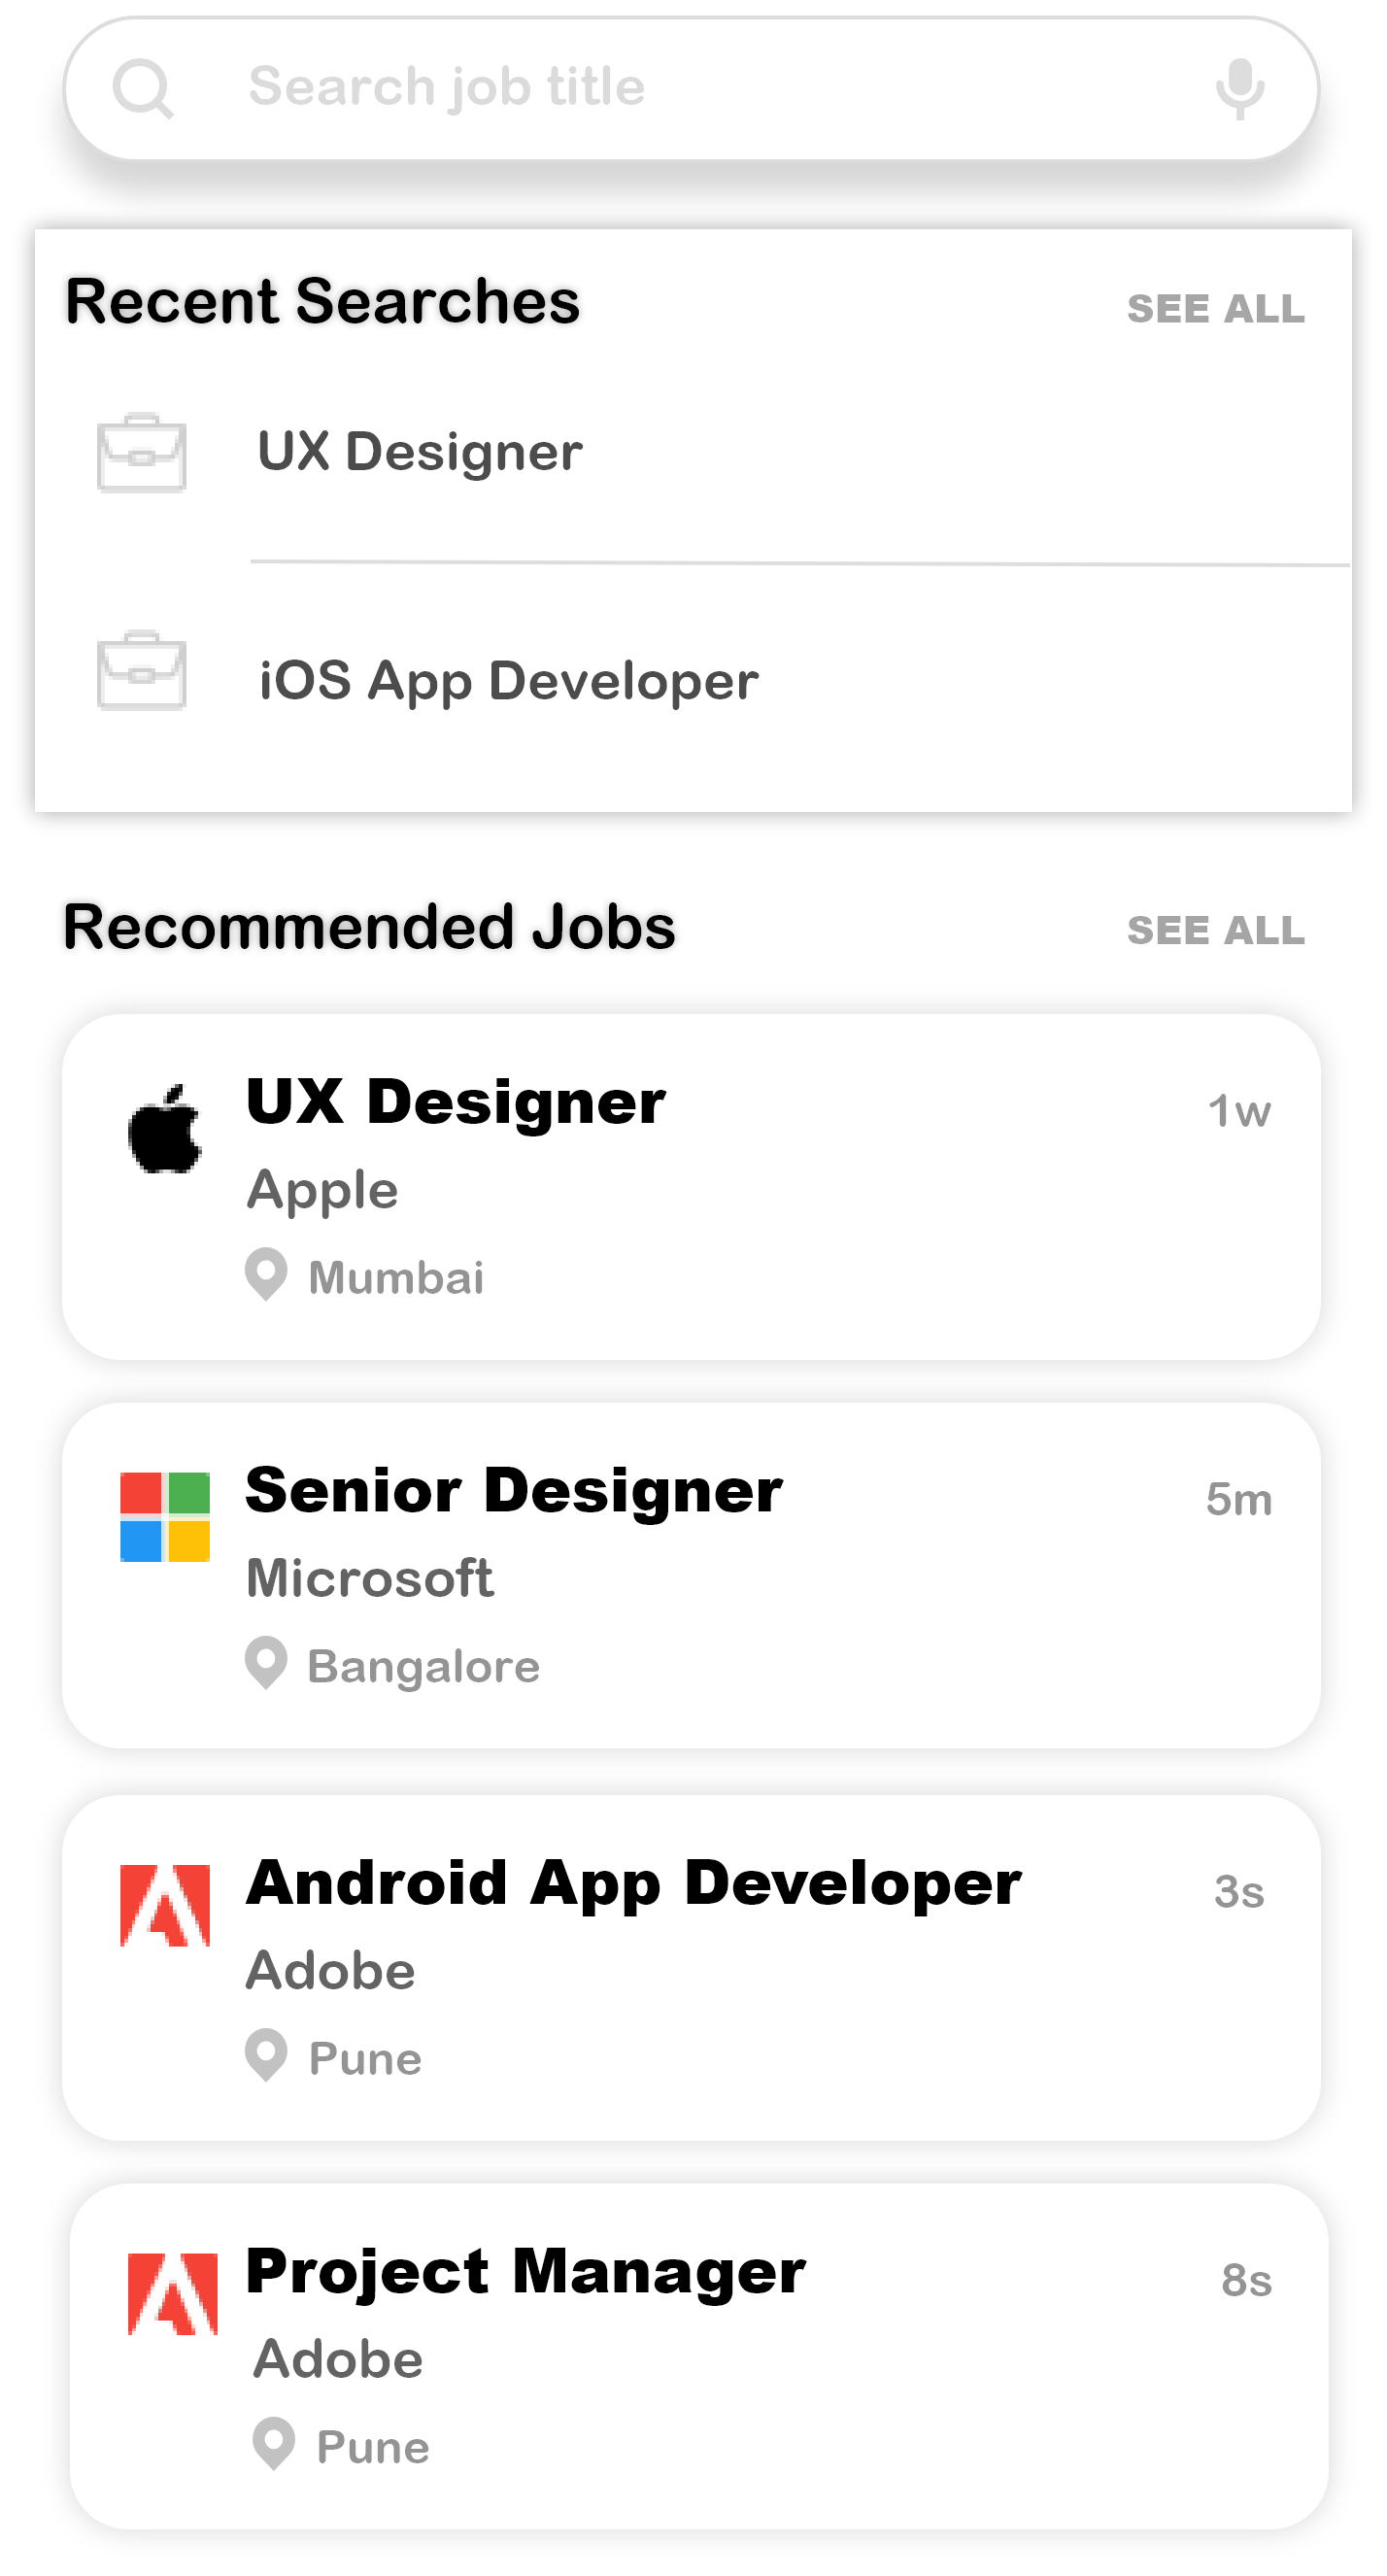 Search job title
Recent Searches
SEE ALL
UX Designer
iOS App Developer
Recommended Jobs
SEE ALL
UX Designer
1w
Apple
Mumbai
Senior Designer
5m
Microsoft
Bangalore
Android App Developer
3s
Adobe
Pune
Project Manager
8s
Adobe
Pune